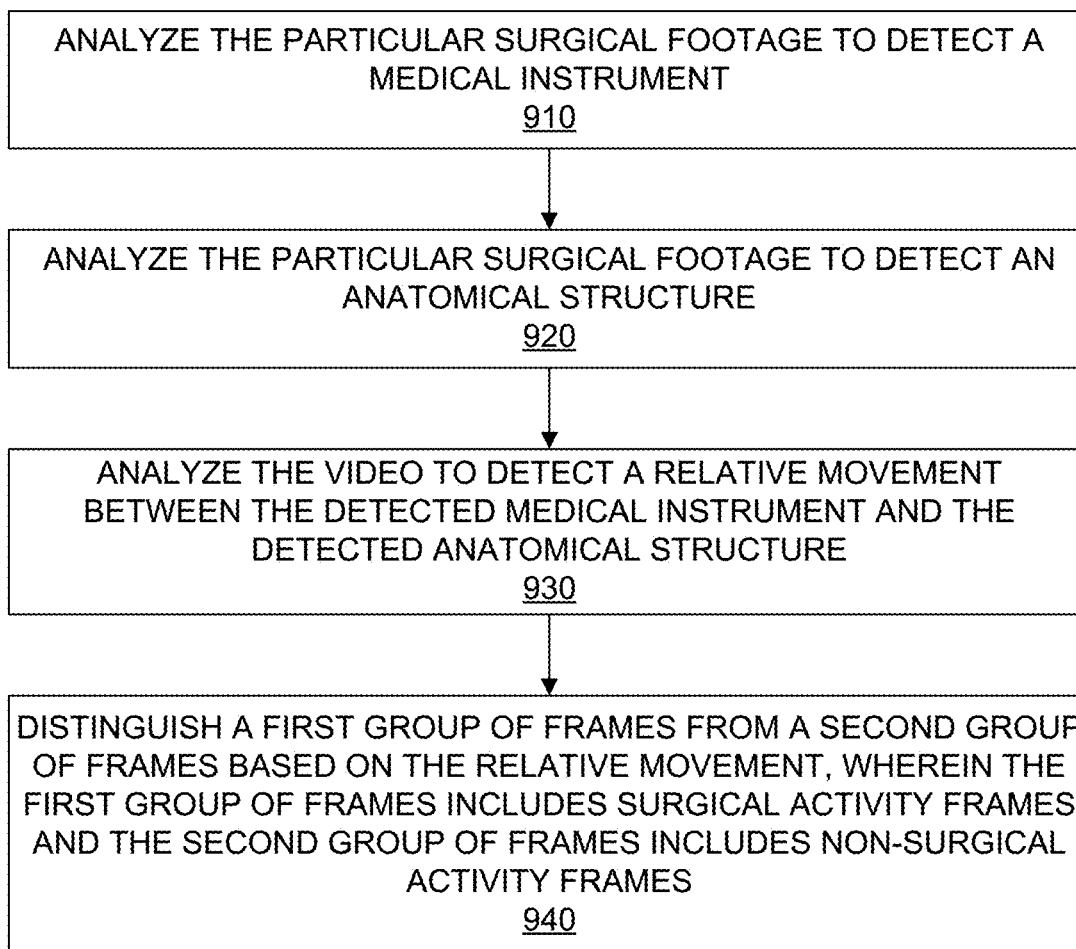 ANALYZE THE PARTICULAR SURGICAL FOOTAGE TO DETECT A
MEDICAL INSTRUMENT
910
ANALYZE THE PARTICULAR SURGICAL FOOTAGE TO DETECT AN
ANATOMICAL STRUCTURE
920
ANALYZE THE VIDEO TO DETECT A RELATIVE MOVEMENT
BETWEEN THE DETECTED MEDICAL INSTRUMENT AND THE
DETECTED ANATOMICAL STRUCTURE
930
DISTINGUISH A FIRST GROUP OF FRAMES FROM A SECOND GROUP
OF FRAMES BASED ON THE RELATIVE MOVEMENT, WHEREIN THE
FIRST GROUP OF FRAMES INCLUDES SURGICAL ACTIVITY FRAMES
AND THE SECOND GROUP OF FRAMES INCLUDES NON-SURGICAL
ACTIVITY FRAMES
940